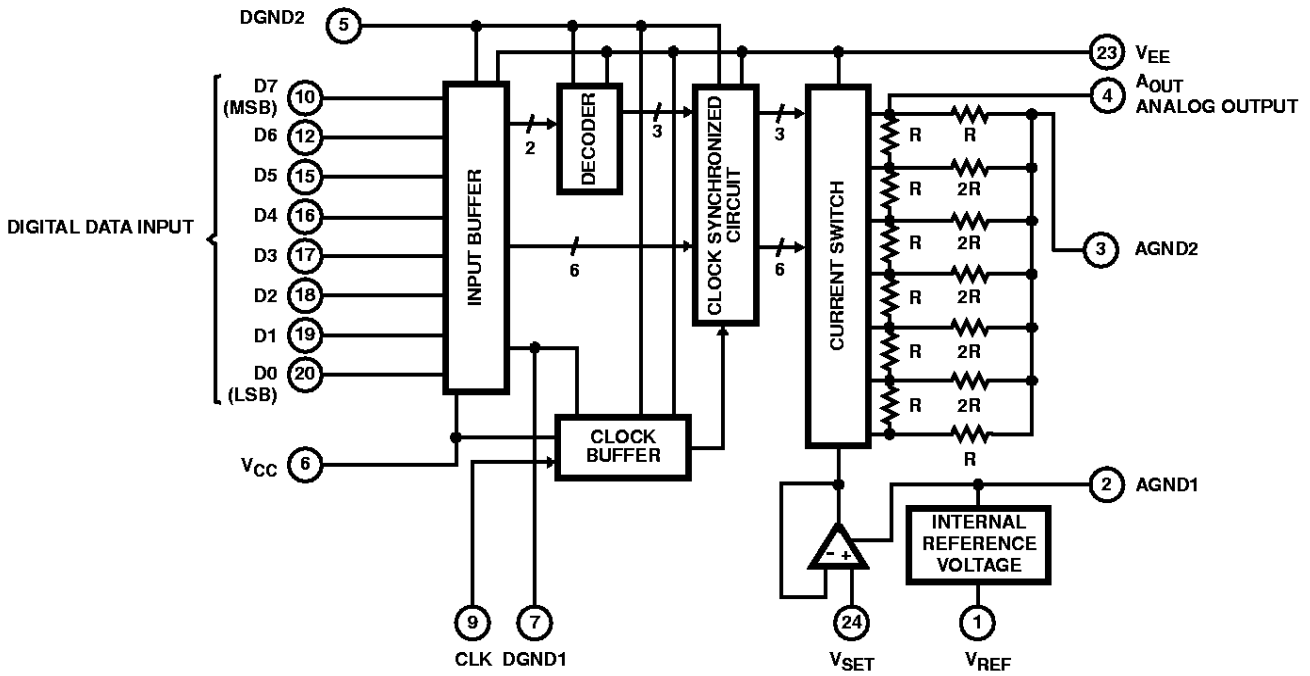 DGND2
5
23
VEE
4
AOUT
ANALOG OUTPUT
D7
(MSB)
10
D6
12
D5
15
D4
16
D3
17
D2
18
D1
19
D0
(LSB)
20
DIGITAL DATA INPUT
INPUT BUFFER
2
DECODER
3
6
CLOCK SYNCHRONIZED
CIRCUIT
3
6
CURRENT SWITCH
R
R
R
2R
R
2R
R
2R
R
2R
R
2R
R
3
AGND2
VCC
6
CLOCK
BUFFER
2
AGND1
INTERNAL
REFERENCE
VOLTAGE
- +
9
CLK
7
DGND1
24
VSET
1
VREF